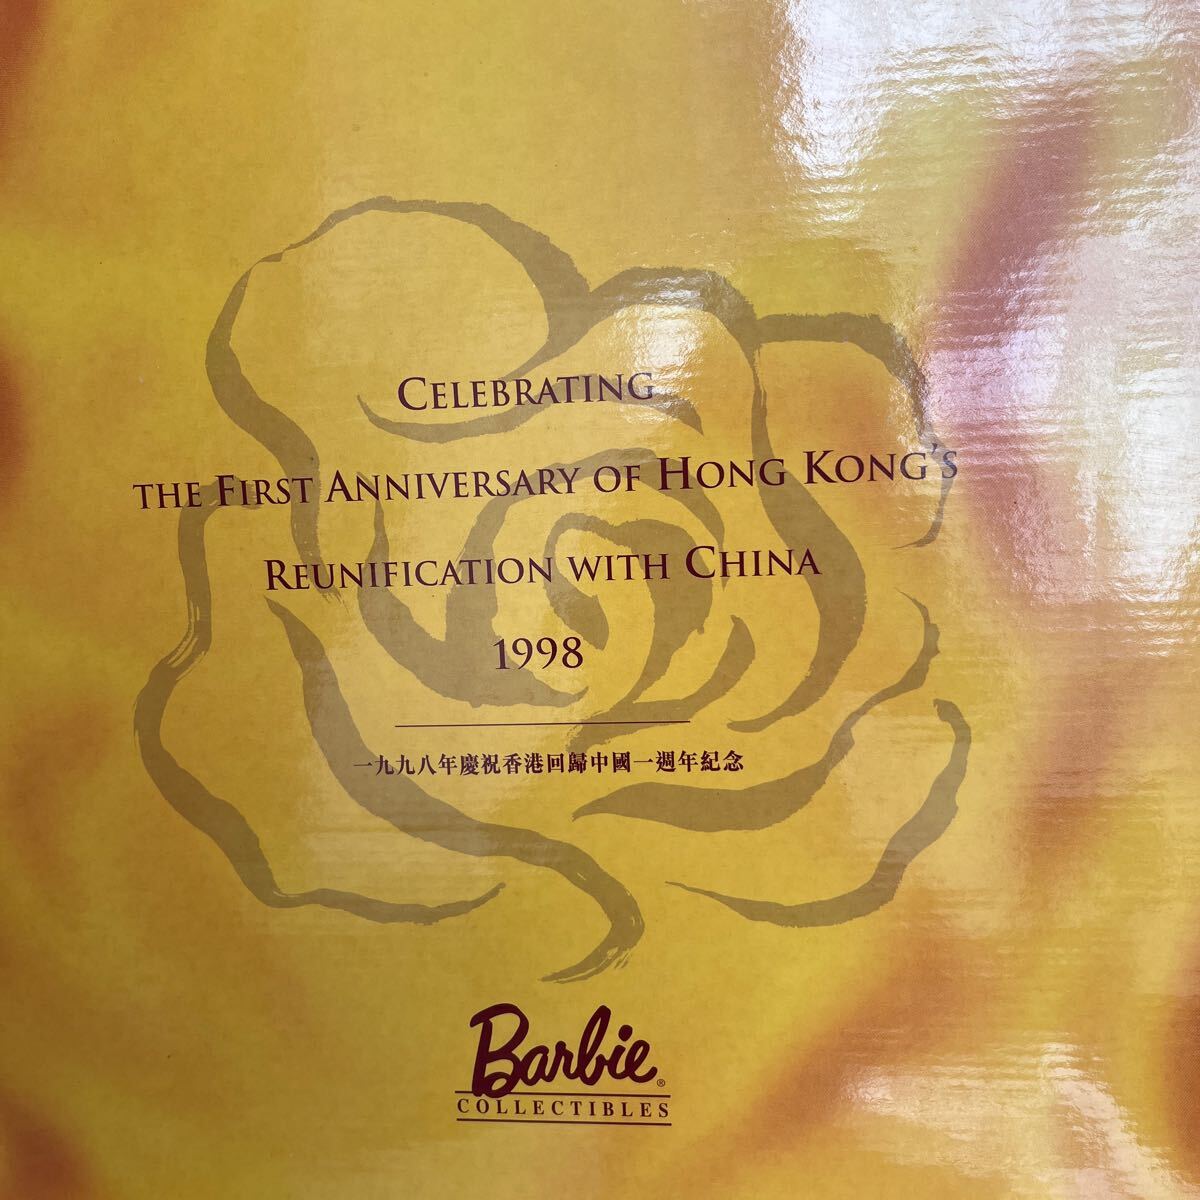 Celebrating
the First Anniversary of Hong Kong's
Reunification with China
1998
一九九八年慶祝香港回歸中國一週年紀念
Barbie®
COLLECTIBLES